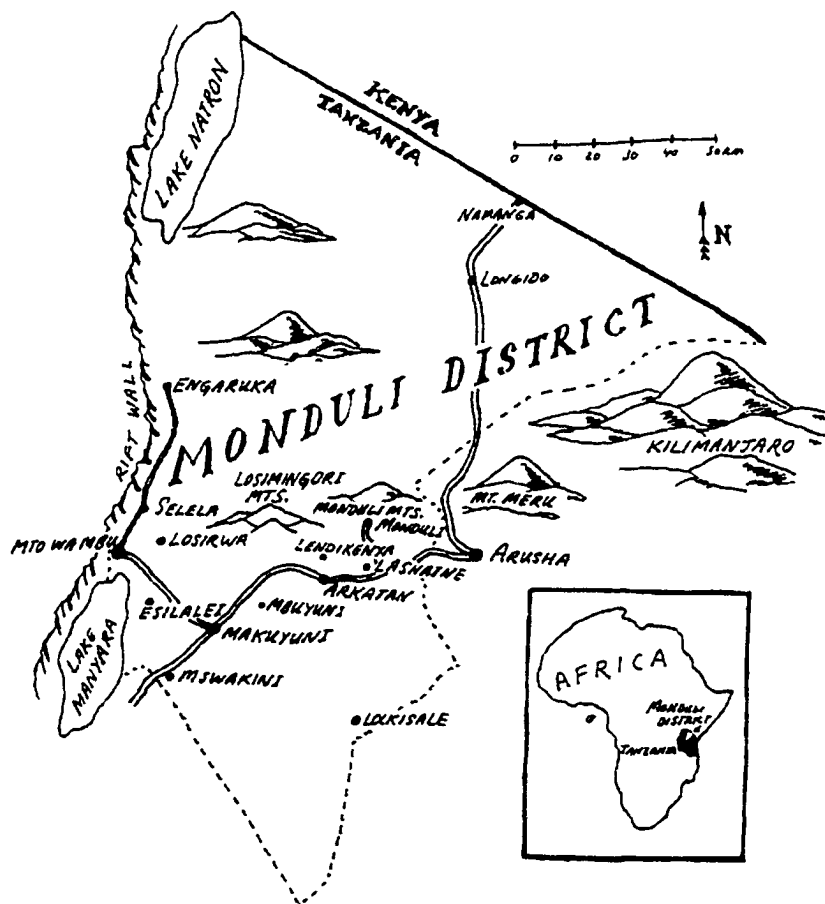 LAKE NATRON
KENYA
TANZANIA
0 10 20 30 40 50KM
NAMANGA
N
LONGIDO
MONDULI DISTRICT
ENGARUKA
RIFT WALL
KILIMANJARO
LOSIMINGORI
MTS.
MONDULI MTS.
MT. MERU
SELELA
MONDULI
LOSIRWA
MTO WA MBU
LENDIKENYA
LASHAINE
ARUSHA
ARKATAN
ESILALEI
MBUYUNI
MAKUYUNI
LAKE
MANYARA
MSWAKINI
LOLKISALE
AFRICA
MONDULI
DISTRICT
TANZANIA